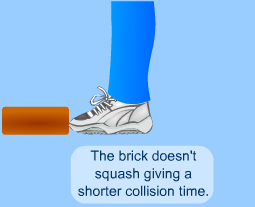 The brick doesn't
squash giving a
shorter collision time.